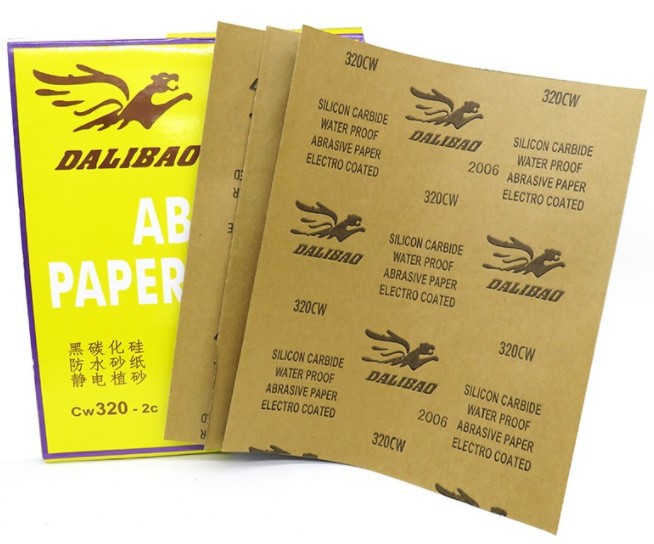 DALIBAO
AB
PAPER
黑碳化硅
防水砂纸
静电植砂
Cw320 - 2c
320CW
320CW
SILICON CARBIDE
WATER PROOF
ABRASIVE PAPER
ELECTRO COATED
DALIBAO
2006
SILICON CARBIDE
WATER PROOF
ABRASIVE PAPER
ELECTRO COATED
320CW
DALIBAO
SILICON CARBIDE
WATER PROOF
ABRASIVE PAPER
ELECTRO COATED
DALIBAO
320CW
320CW
SILICON CARBIDE
WATER PROOF
ABRASIVE PAPER
ELECTRO COATED
DALIBAO
2006
SILICON CARBIDE
WATER PROOF
ABRASIVE PAPER
ELECTRO COATED
320CW